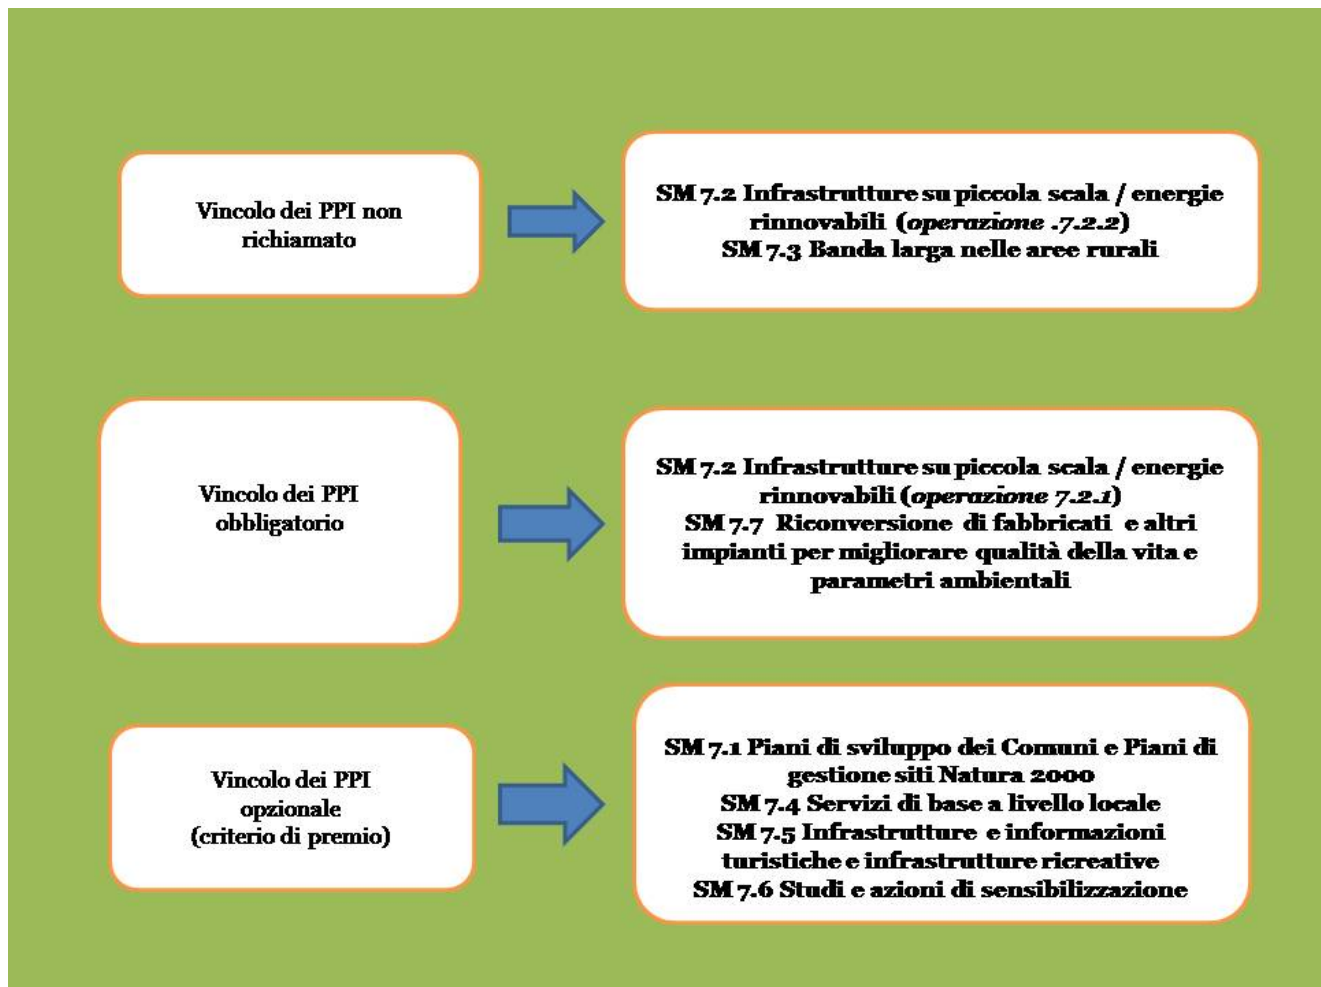 Vincolo dei PPI non
richiamato
SM 7.2 Infrastrutture su piccola scala / energie
rinnovabili (operazione .7.2.2)
SM 7.3 Banda larga nelle aree rurali
Vincolo dei PPI
obbligatorio
SM 7.2 Infrastrutture su piccola scala / energie
rinnovabili (operazione 7.2.1)
SM 7.7 Riconversione di fabbricati e altri
impianti per migliorare qualità della vita e
parametri ambientali
Vincolo dei PPI
opzionale
(criterio di premio)
SM 7.1 Piani di sviluppo dei Comuni e Piani di
gestione siti Natura 2000
SM 7.4 Servizi di base a livello locale
SM 7.5 Infrastrutture e informazioni
turistiche e infrastrutture ricreative
SM 7.6 Studi e azioni di sensibilizzazione